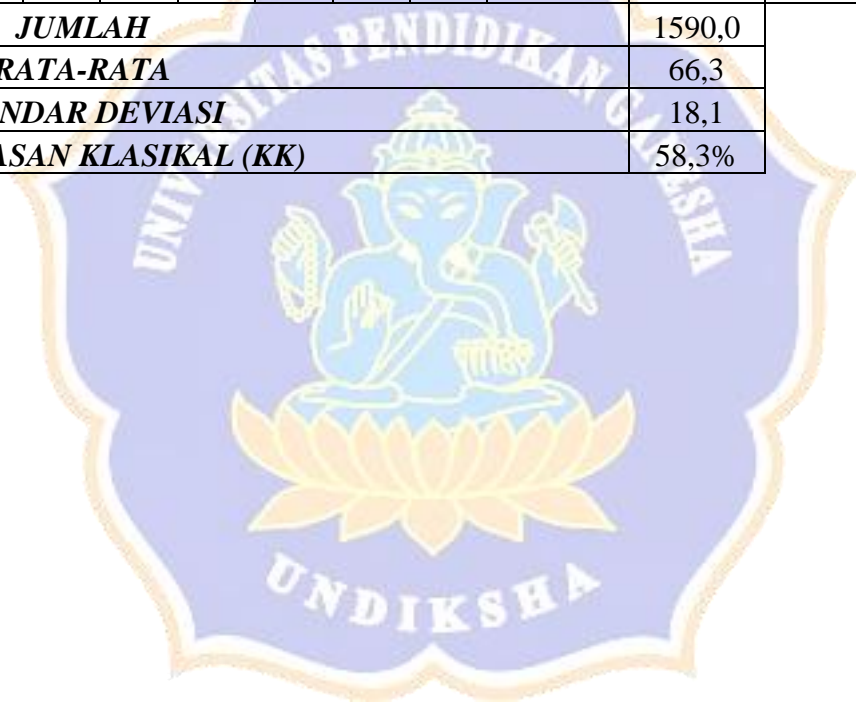 JUMLAH 1590,0
RATA-RATA 66,3
NDAR DEVIASI 18,1
ASAN KLASIKAL (KK) 58,3%
UNIVERSITAS PENDIDIKAN GANESHA
UNDIKSHA